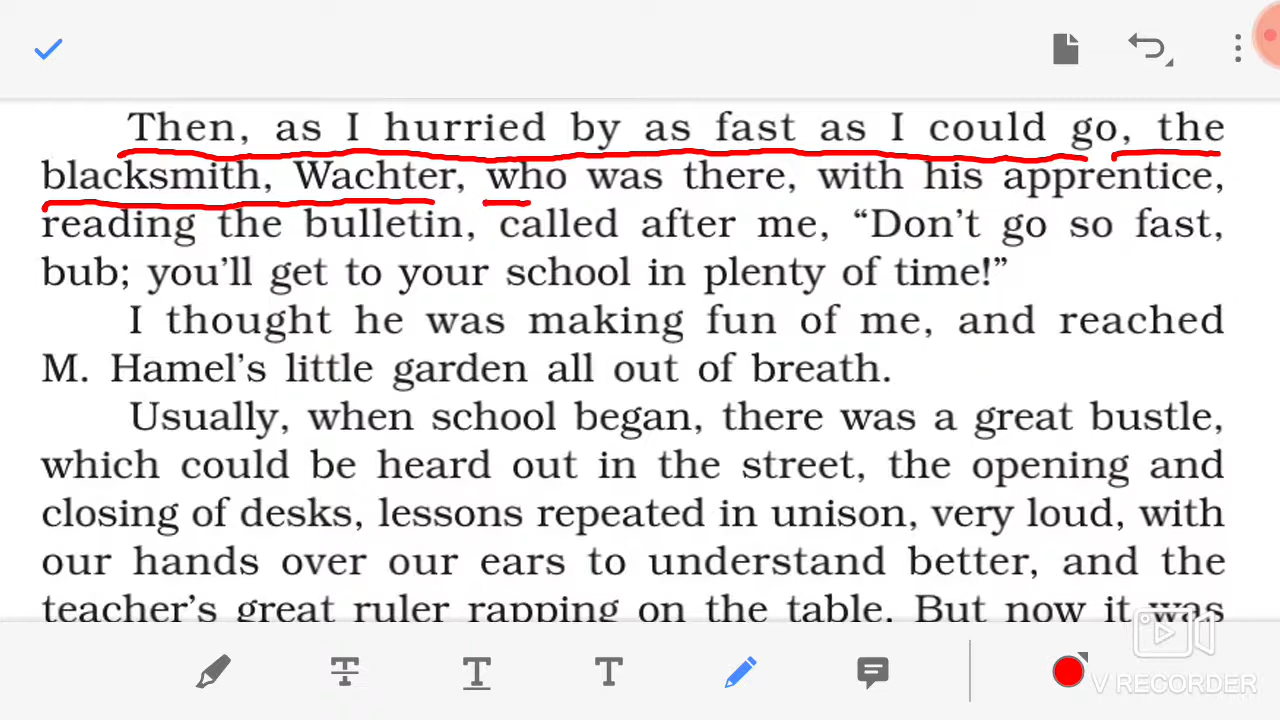 Then, as I hurried by as fast as I could go, the
blacksmith, Wachter, who was there, with his apprentice,
reading the bulletin, called after me, “Don’t go so fast,
bub; you’ll get to your school in plenty of time!”
I thought he was making fun of me, and reached
M. Hamel’s little garden all out of breath.
Usually, when school began, there was a great bustle,
which could be heard out in the street, the opening and
closing of desks, lessons repeated in unison, very loud, with
our hands over our ears to understand better, and the
teacher’s great ruler rapping on the table. But now it was
T T T
V RECORDER